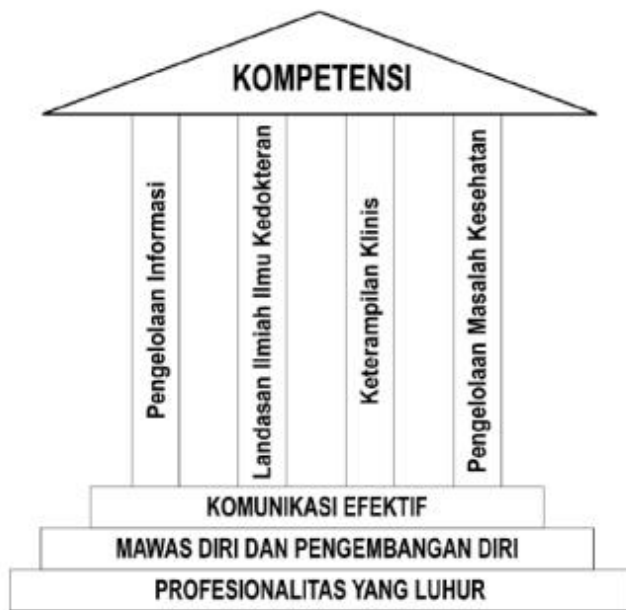 KOMPETENSI
Pengelolaan Informasi
Landasan Ilmiah Ilmu Kedokteran
Keterampilan Klinis
Pengelolaan Masalah Kesehatan
KOMUNIKASI EFEKTIF
MAWAS DIRI DAN PENGEMBANGAN DIRI
PROFESIONALITAS YANG LUHUR